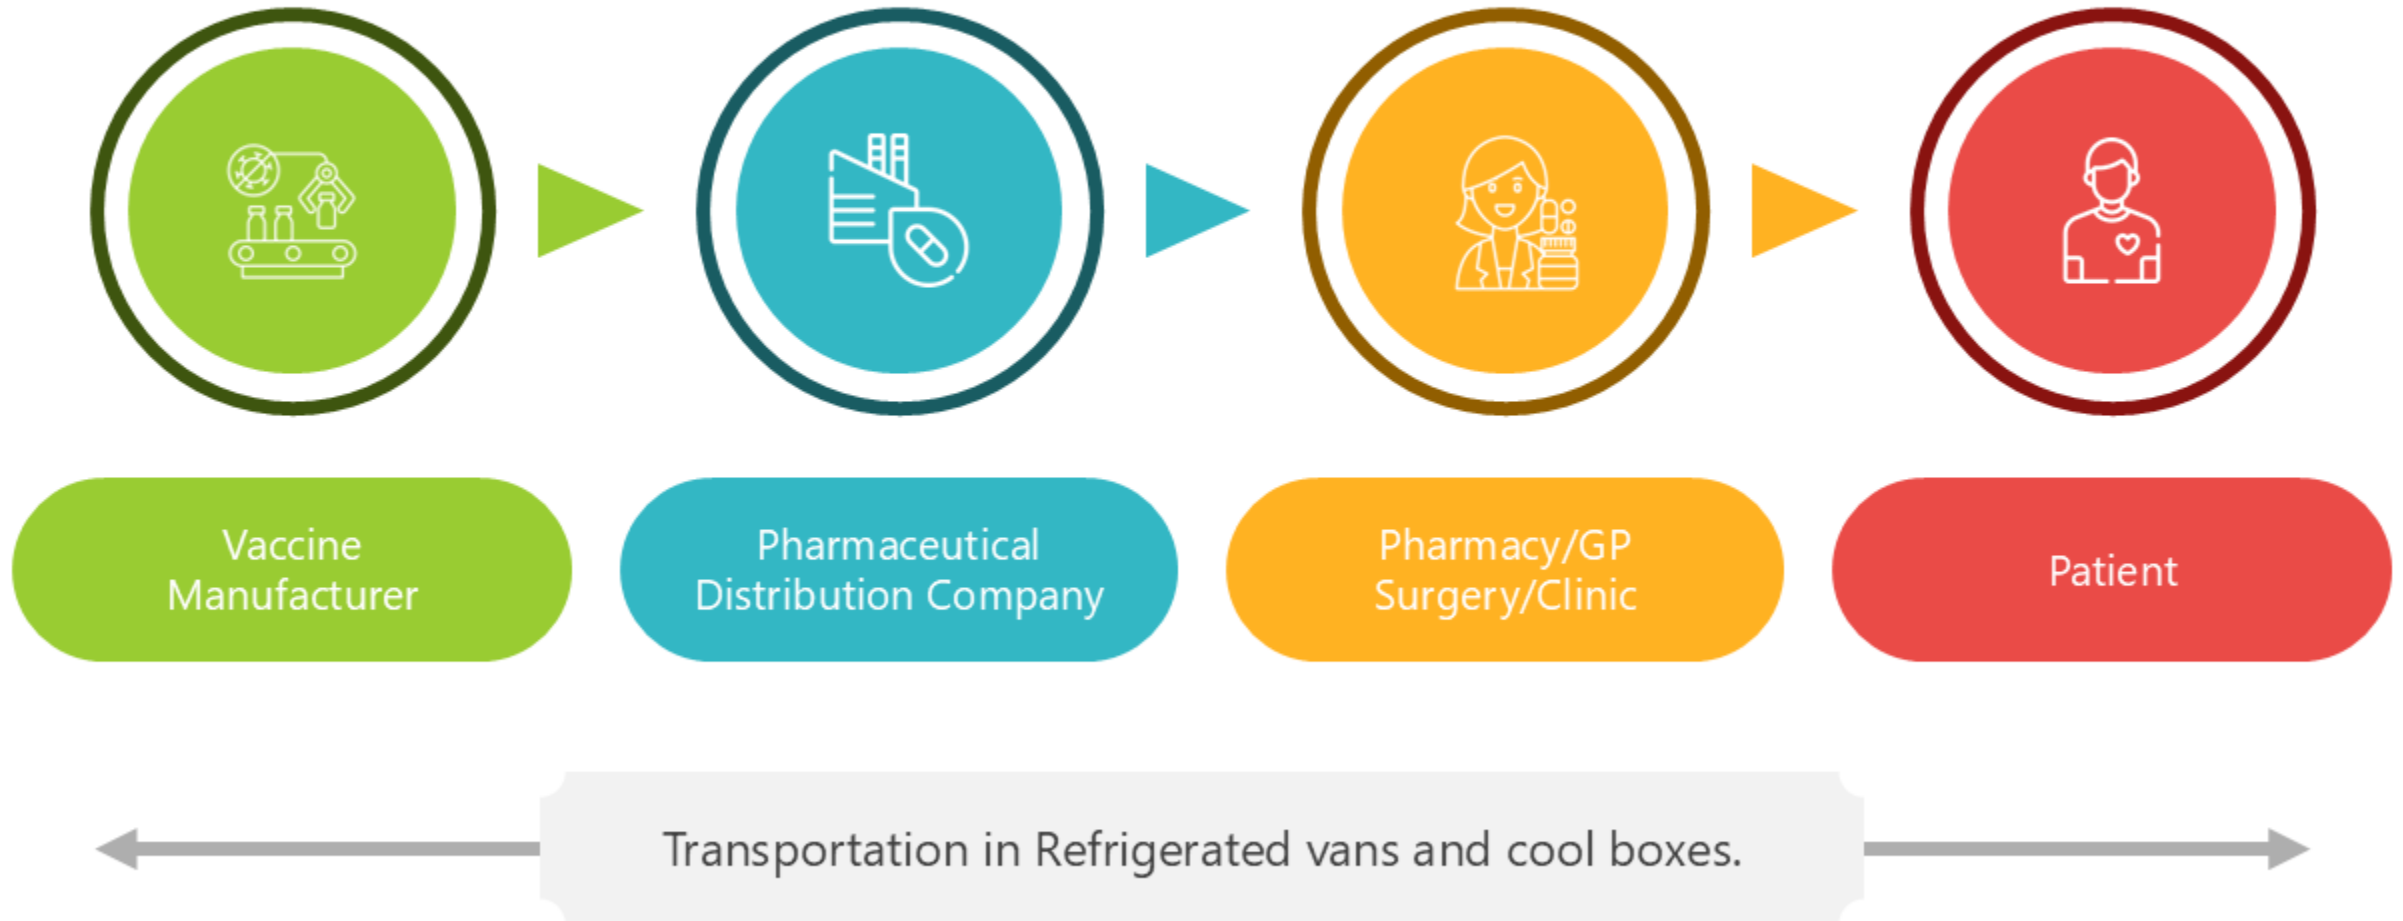 Vaccine
Manufacturer
Pharmaceutical
Distribution Company
Pharmacy/GP
Surgery/Clinic
Patient
Transportation in Refrigerated vans and cool boxes.